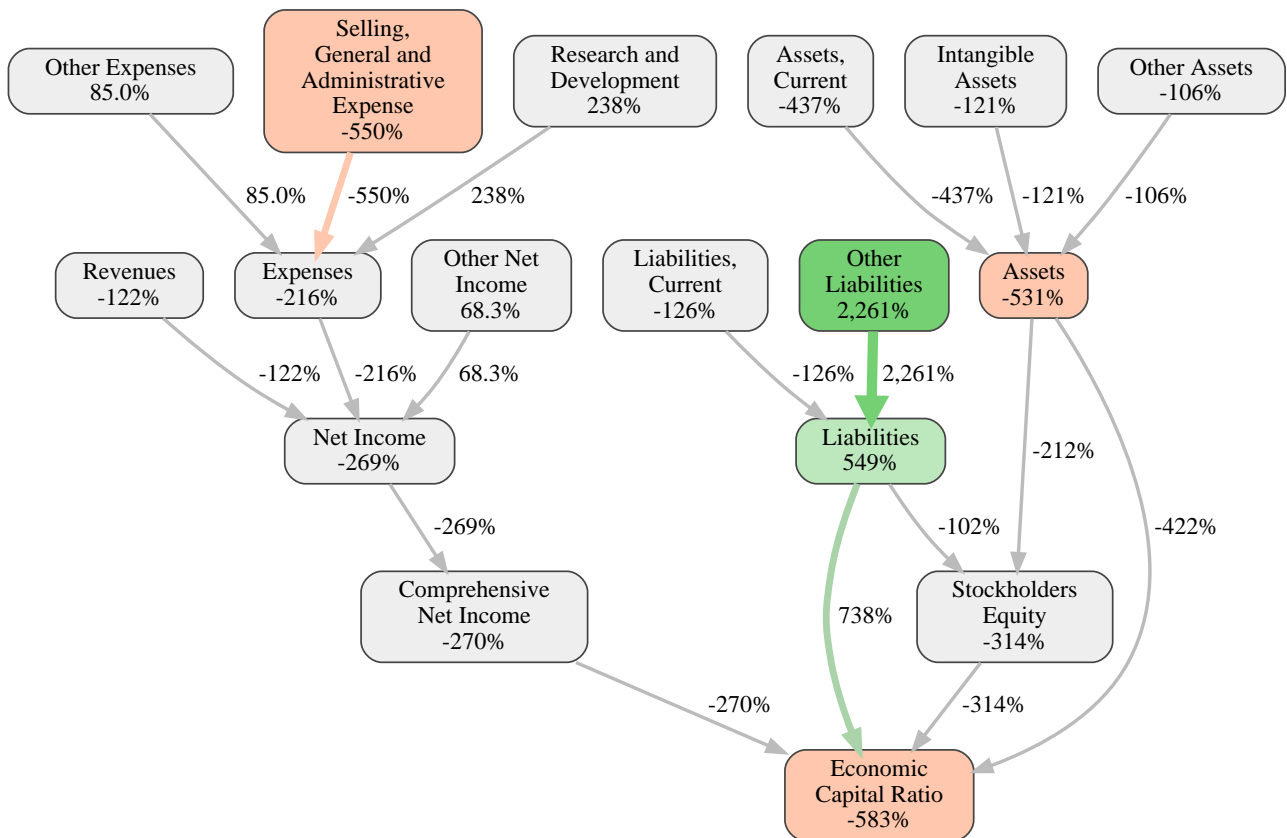 Other Expenses
85.0%
Selling,
General and
Administrative
Expense
-550%
Research and
Development
238%
Assets,
Current
-437%
Intangible
Assets
-121%
Other Assets
-106%
85.0%
-550%
238%
-437%
-121%
-106%
Revenues
-122%
Expenses
-216%
Other Net
Income
68.3%
Liabilities,
Current
-126%
Other
Liabilities
2,261%
Assets
-531%
-122%
-216%
68.3%
-126%
2,261%
Net Income
-269%
Liabilities
549%
-212%
-269%
-102%
-422%
Comprehensive
Net Income
-270%
738%
Stockholders
Equity
-314%
-270%
-314%
Economic
Capital Ratio
-583%